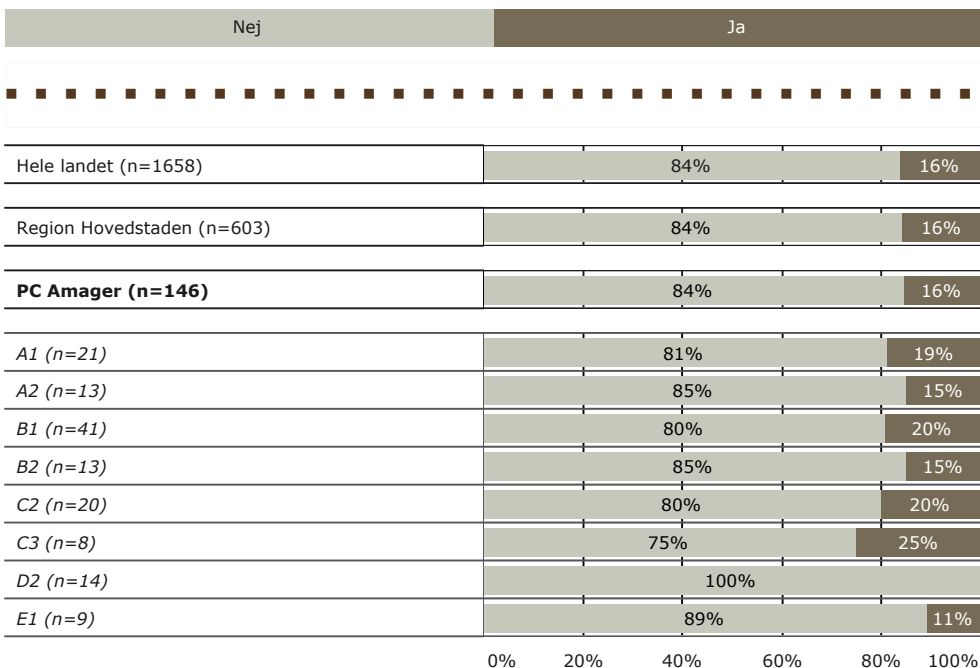 Nej Ja
Hele landet (n=1658) 84% 16%
Region Hovedstaden (n=603) 84% 16%
PC Amager (n=146) 84% 16%
A1 (n=21) 81% 19%
A2 (n=13) 85% 15%
B1 (n=41) 80% 20%
B2 (n=13) 85% 15%
C2 (n=20) 80% 20%
C3 (n=8) 75% 25%
D2 (n=14) 100%
E1 (n=9) 89% 11%
0% 20% 40% 60% 80% 100%